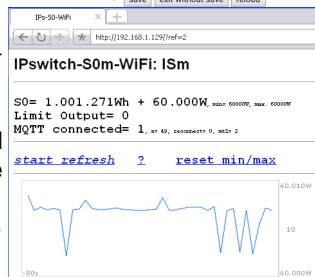 save exit without save reload
IPs-S0-WiFi
http://192.168.1.129/?ref=2
IPswitch-S0m-WiFi: ISm
S0= 1.001.271Wh + 60.000W, min= 60000W, max. 60000W
Limit Output= 0
MQTT connected= 1, s= 49, reconnect= 0,
start refresh ? reset min/max
60.010W
10
-80s
60.000W